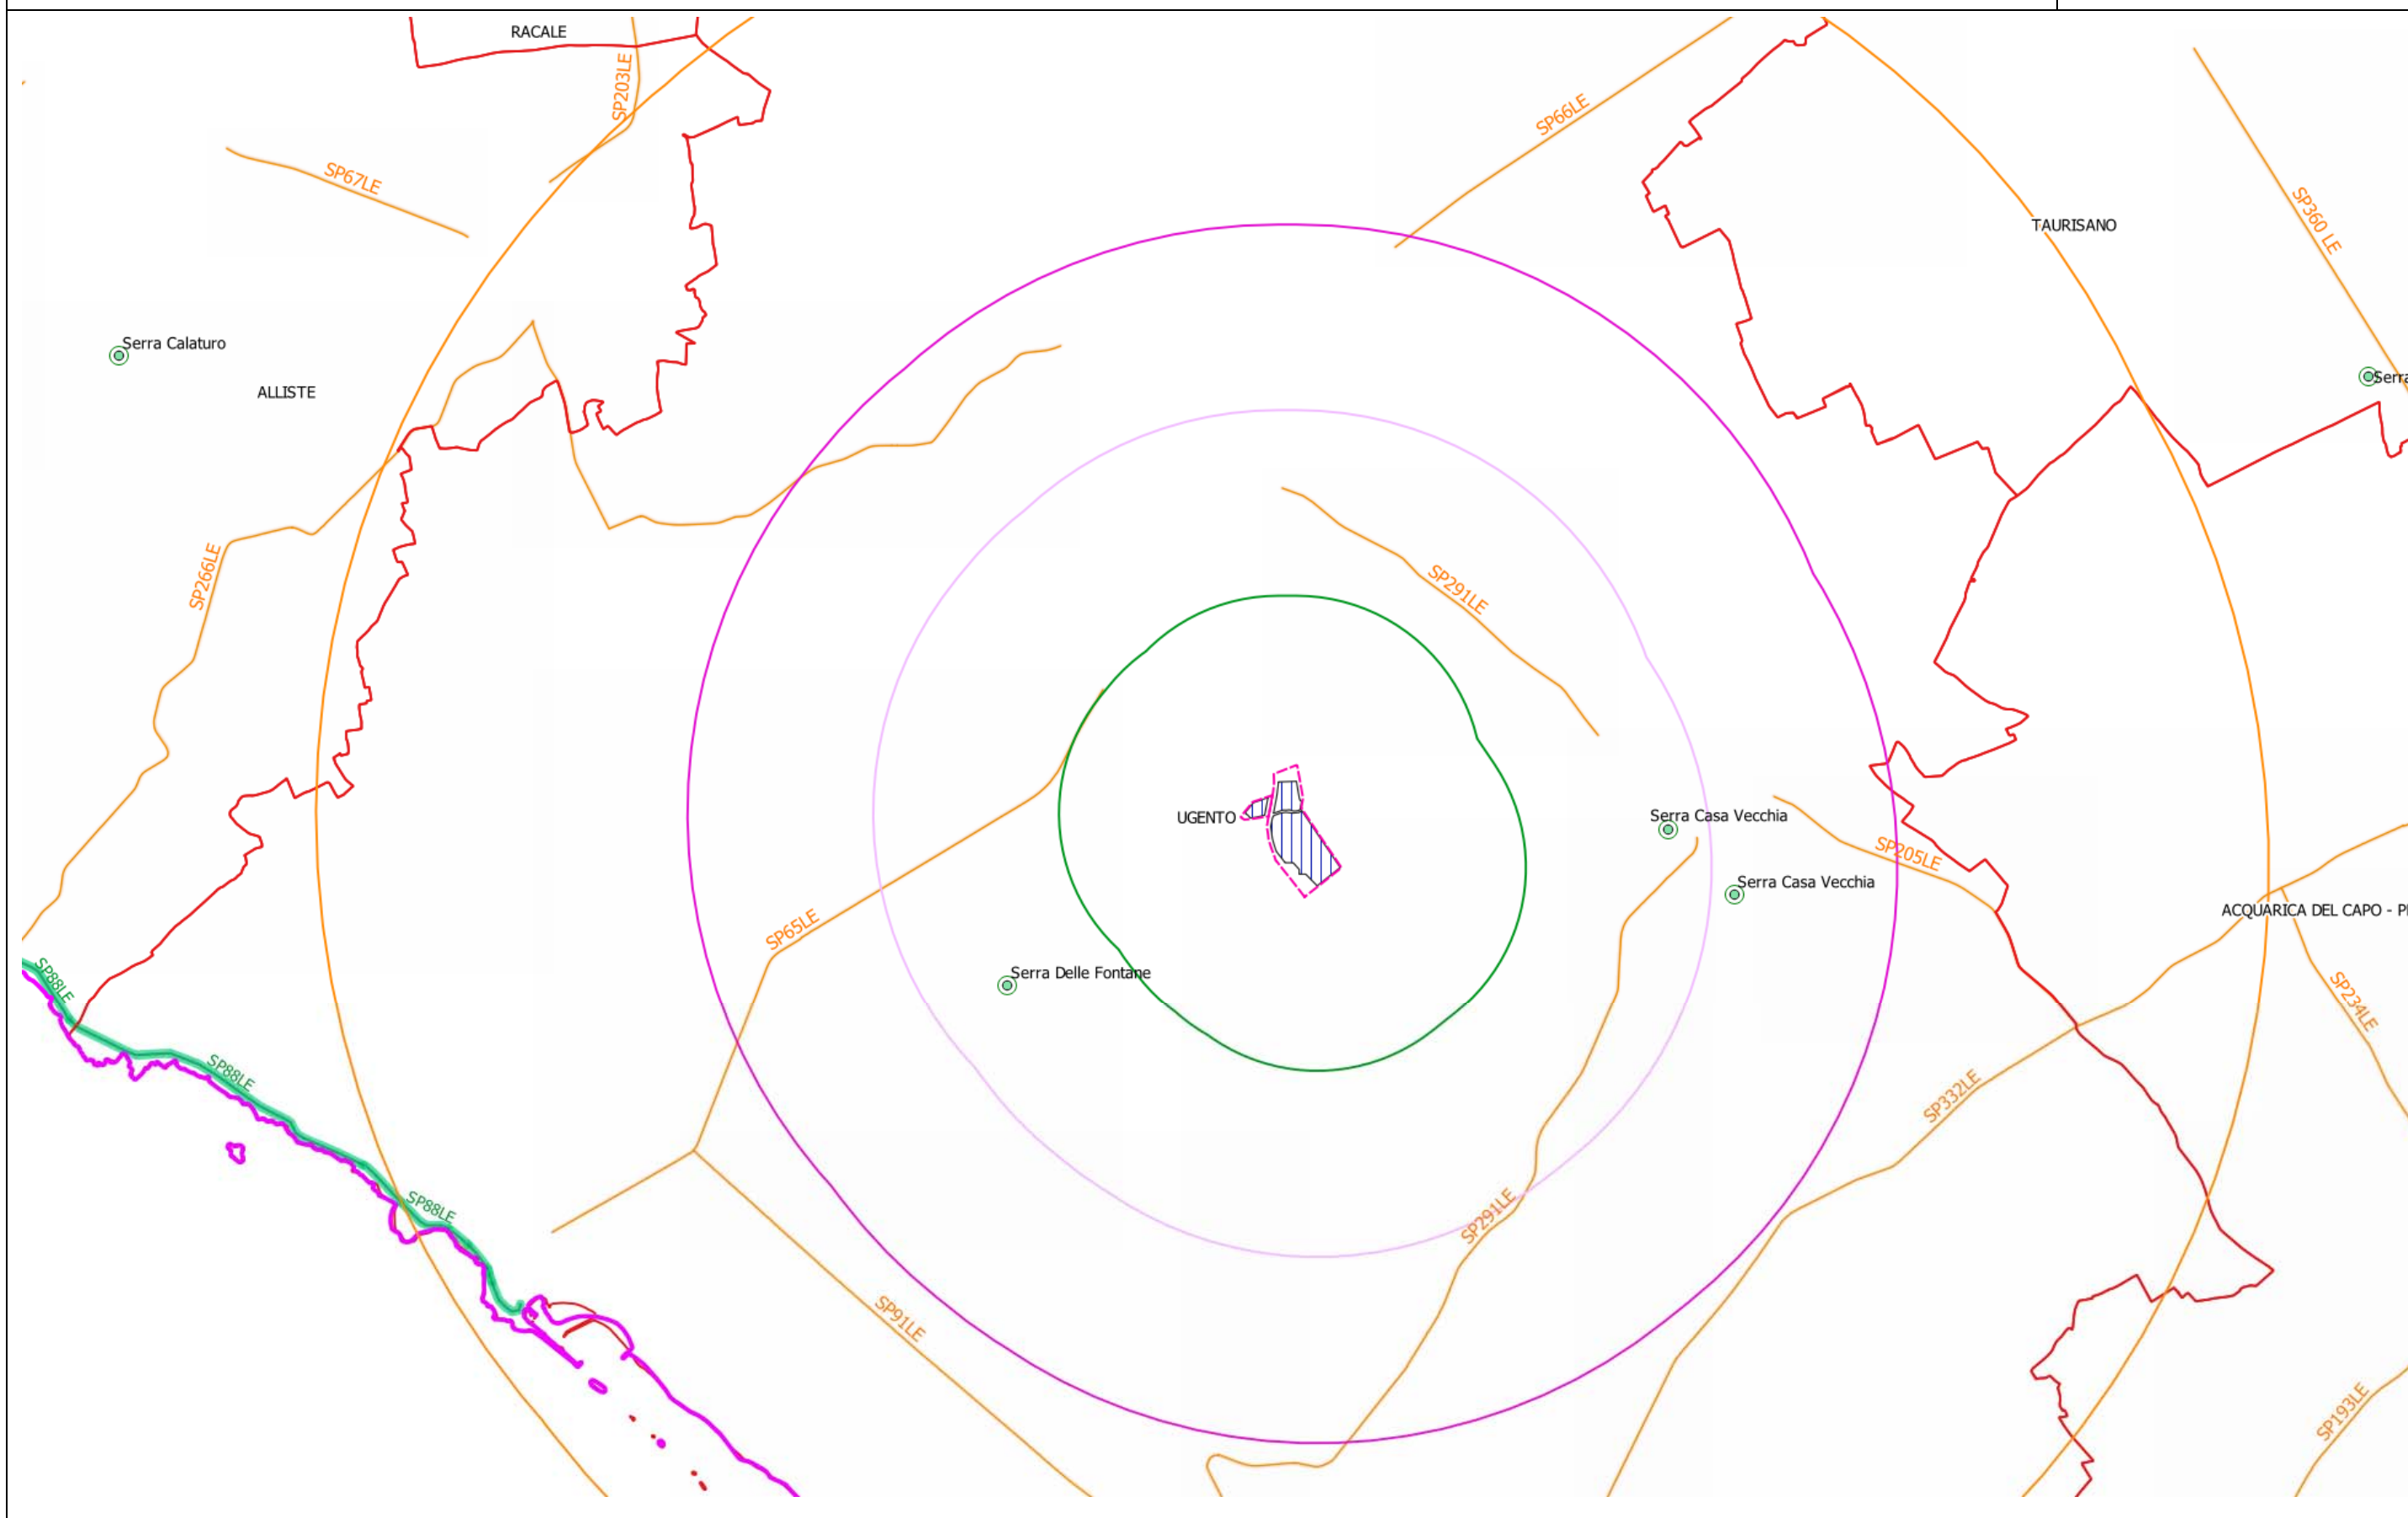 RACALE
SP203LE
SP66LE
SP67LE
TAURISANO
SP360 LE
Serra Calaturo
ALLISTE
Serra
SP266LE
SP291LE
UGENTO
Serra Casa Vecchia
SP205LE
Serra Casa Vecchia
ACQUARICA DEL CAPO - P
SP65LE
Serra Delle Fontane
SP88LE
SP234LE
SP88LE
SP332LE
SP88LE
SP291LE
SP91LE
SP193LE